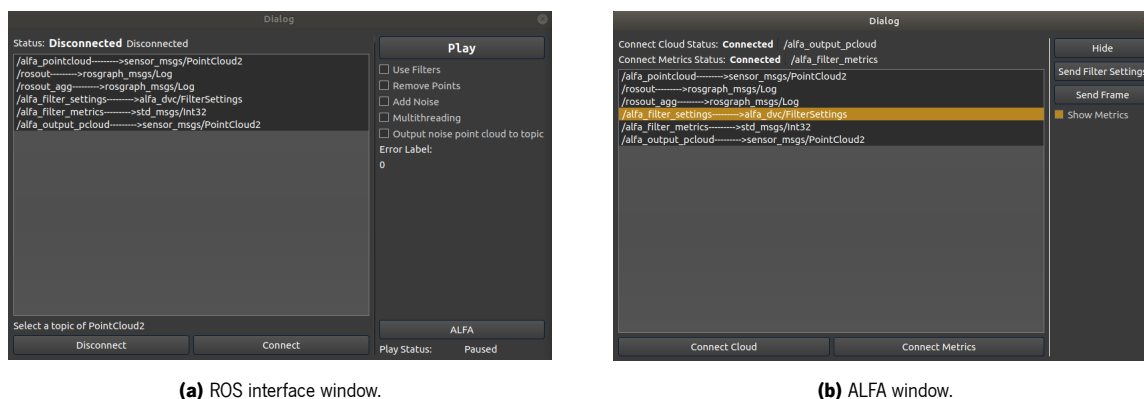 Dialog
Status: Disconnected Disconnected
/alfa_pointcloud--------->sensor_msgs/PointCloud2
/rosout--------->rosgraph_msgs/Log
/rosout_agg--------->rosgraph_msgs/Log
/alfa_filter_settings--------->alfa_dvc/FilterSettings
/alfa_filter_metrics--------->std_msgs/Int32
/alfa_output_pcloud--------->sensor_msgs/PointCloud2
Select a topic of PointCloud2
Disconnect
Connect
Play
Use Filters
Remove Points
Add Noise
Multithreading
Output noise point cloud to topic
Error Label:
0
ALFA
Play Status: Paused
(a) ROS interface window.
Dialog
Connect Cloud Status: Connected /alfa_output_pcloud
Connect Metrics Status: Connected /alfa_filter_metrics
/alfa_pointcloud--------->sensor_msgs/PointCloud2
/rosout--------->rosgraph_msgs/Log
/rosout_agg--------->rosgraph_msgs/Log
/alfa_filter_settings--------->alfa_dvc/FilterSettings
/alfa_filter_metrics--------->std_msgs/Int32
/alfa_output_pcloud--------->sensor_msgs/PointCloud2
Connect Cloud
Connect Metrics
Hide
Send Filter Settings
Send Frame
Show Metrics
(b) ALFA window.